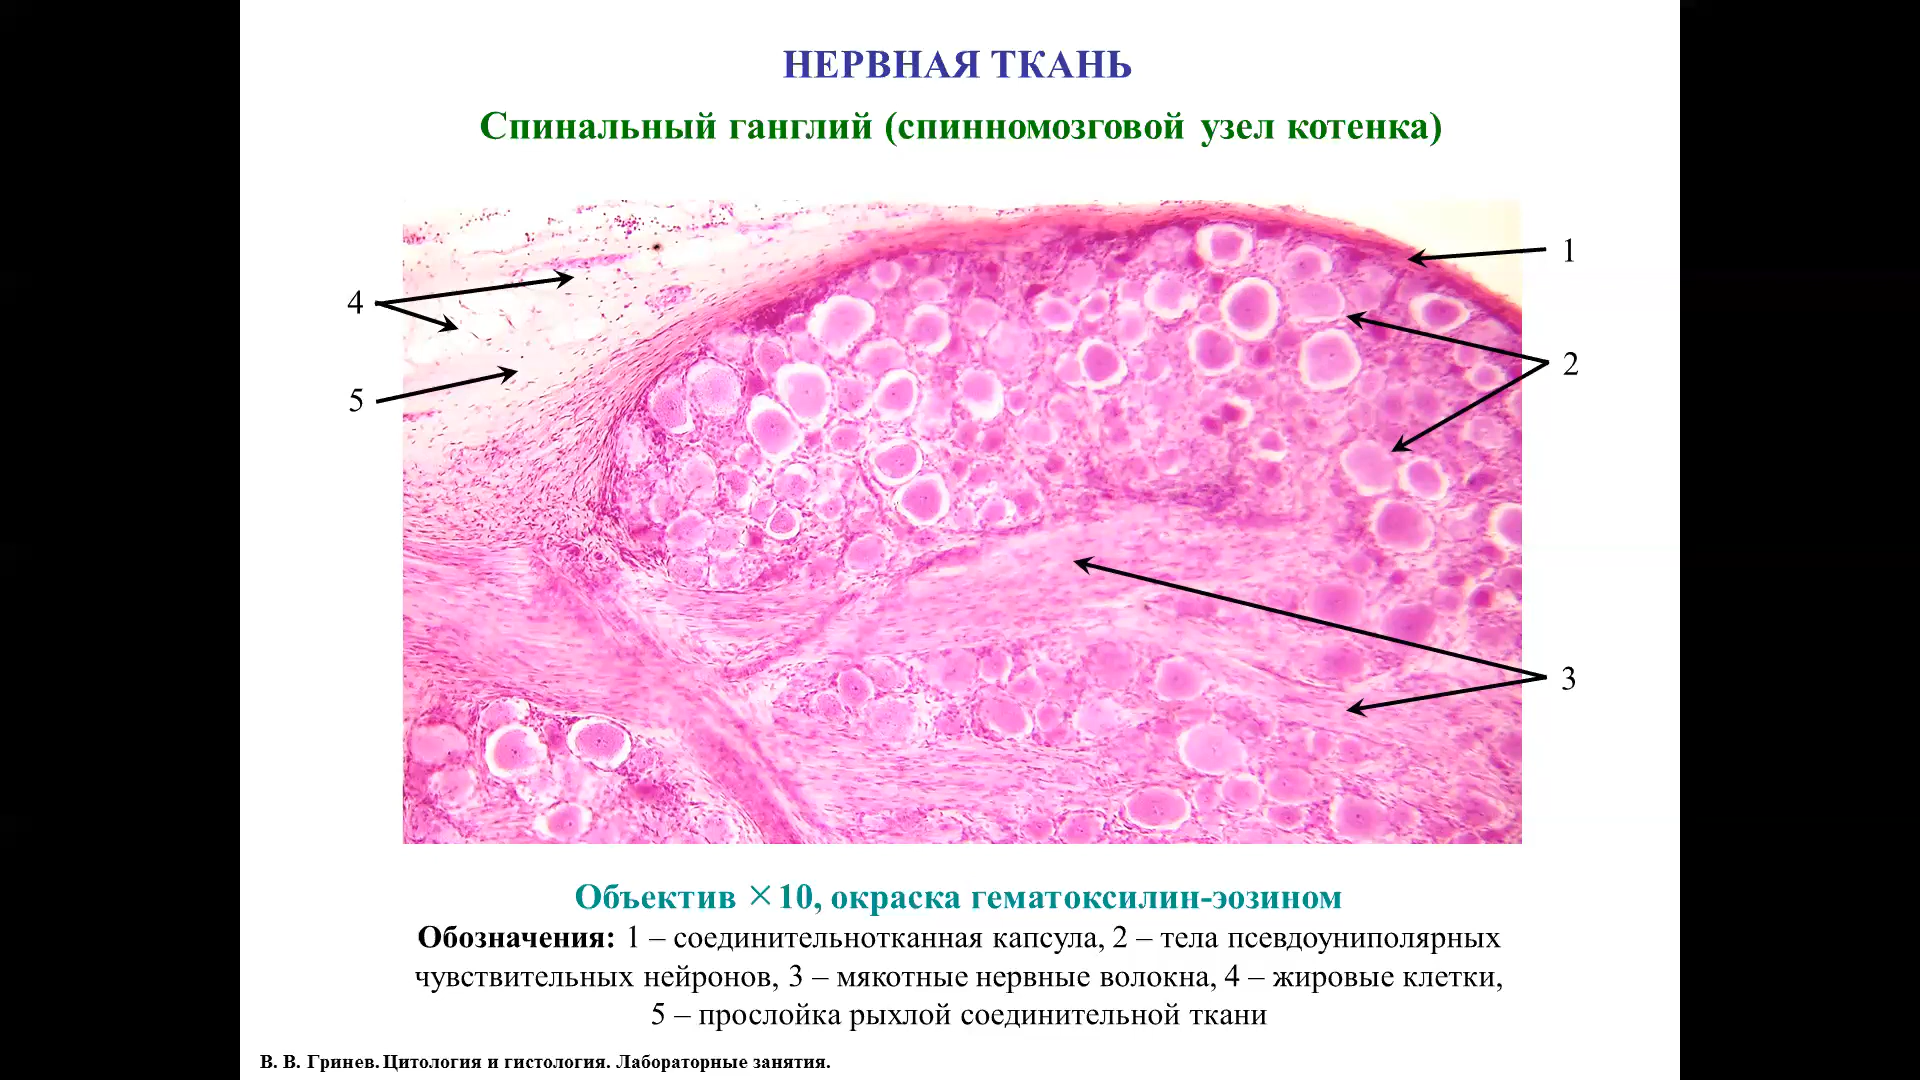 НЕРВНАЯ ТКАНЬ
Спинальный ганглий (спинномозговой узел котенка)
1
4
2
5
3
Объектив ×10, окраска гематоксилин-эозином
Обозначения: 1 – соединительнотканная капсула, 2 – тела псевдоуниполярных
чувствительных нейронов, 3 – мякотные нервные волокна, 4 – жировые клетки,
5 – прослойка рыхлой соединительной ткани
В. В. Гринев. Цитология и гистология. Лабораторные занятия.